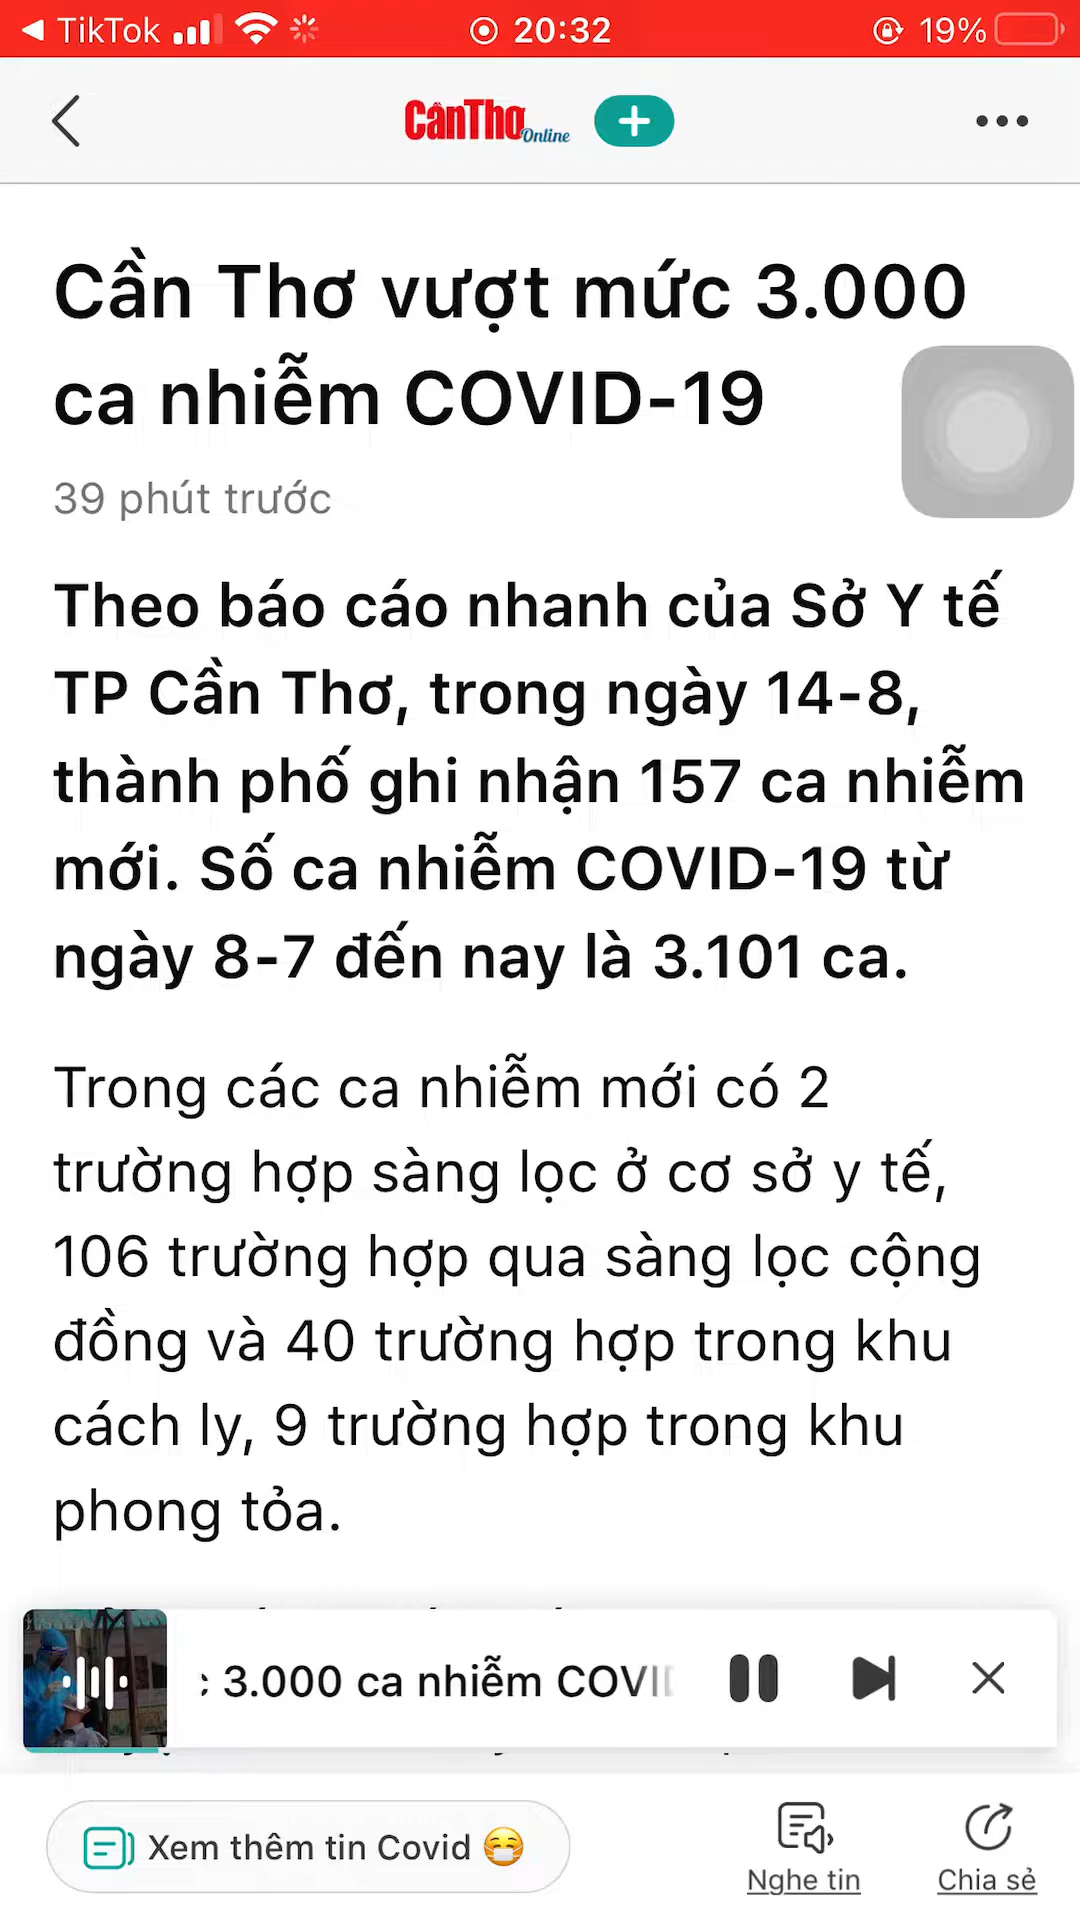 TikTok 20:32 19%
CầnThơ Online
Cần Thơ vượt mức 3.000
ca nhiễm COVID-19
39 phút trước
Theo báo cáo nhanh của Sở Y tế
TP Cần Thơ, trong ngày 14-8,
thành phố ghi nhận 157 ca nhiễm
mới. Số ca nhiễm COVID-19 từ
ngày 8-7 đến nay là 3.101 ca.
Trong các ca nhiễm mới có 2
trường hợp sàng lọc ở cơ sở y tế,
106 trường hợp qua sàng lọc cộng
đồng và 40 trường hợp trong khu
cách ly, 9 trường hợp trong khu
phong tỏa.
3.000 ca nhiễm COVI
Xem thêm tin Covid 😷
Nghe tin
Chia sẻ